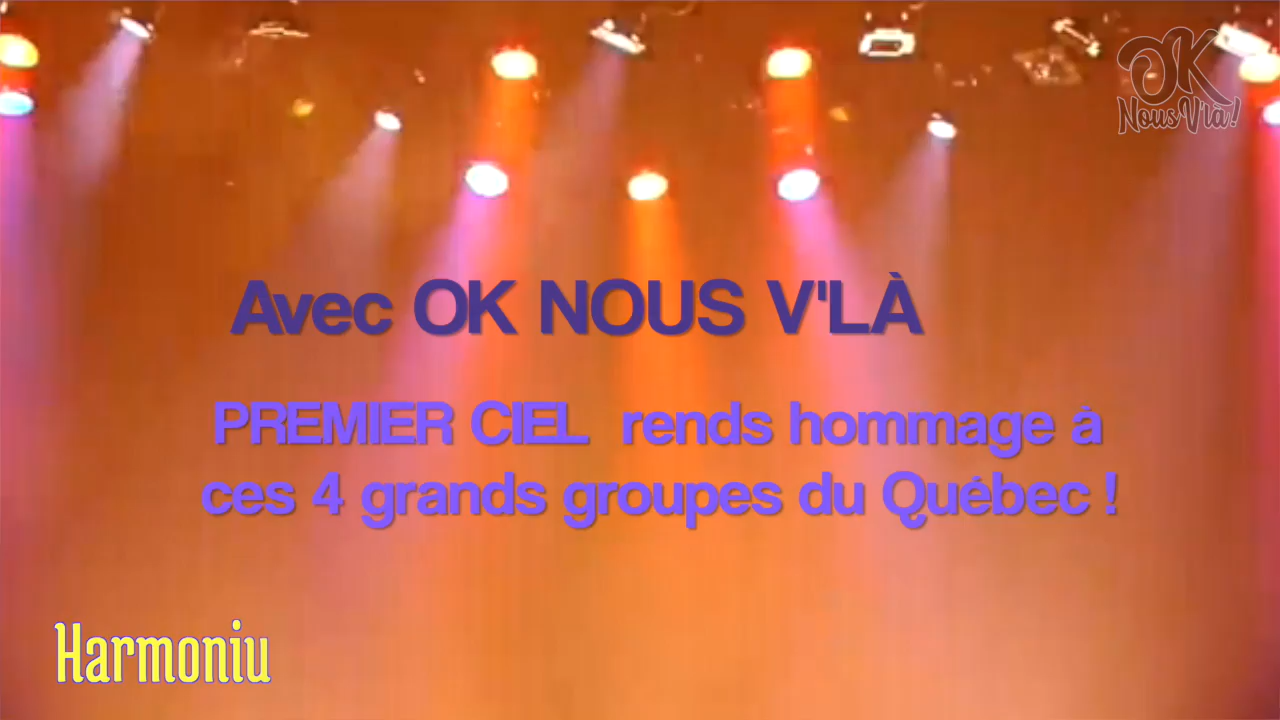 OK
Nous V'là!
Avec OK NOUS V'LÀ
PREMIER CIEL rends hommage à
ces 4 grands groupes du Québec !
Harmoniu